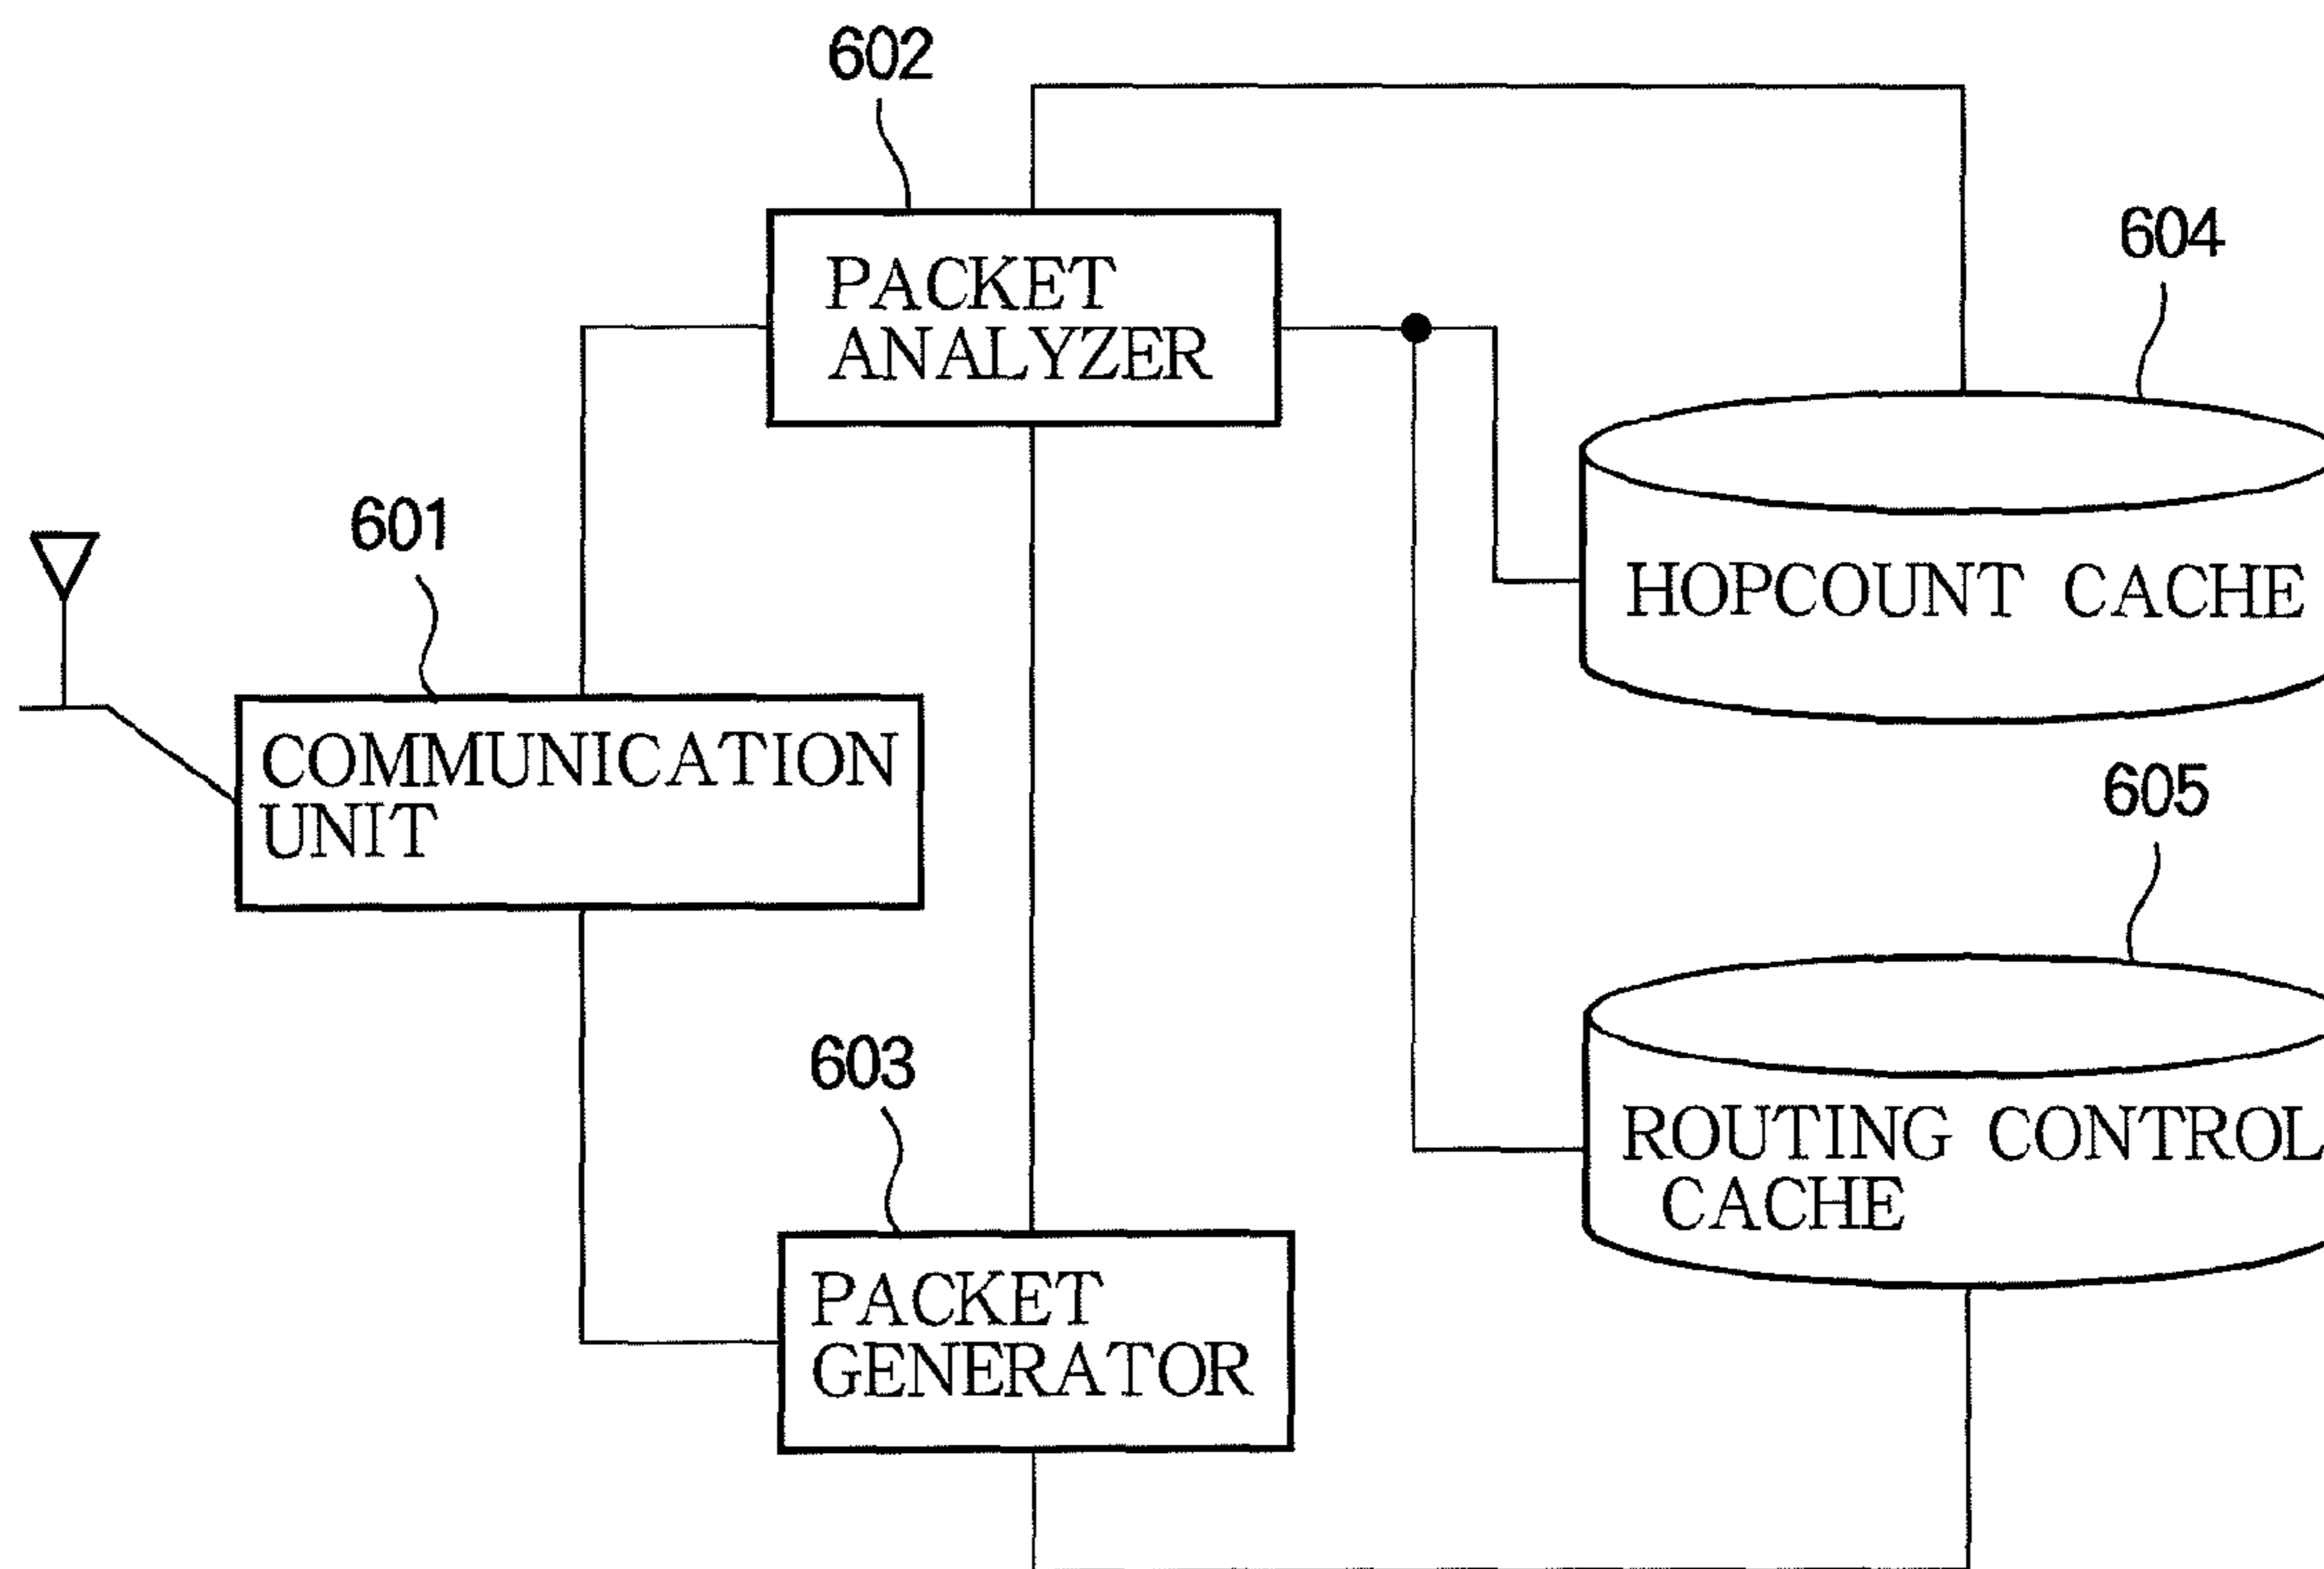 602
PACKET
ANALYZER
604
HOPCOUNT CACHE
601
COMMUNICATION
UNIT
605
ROUTING CONTROL
CACHE
603
PACKET
GENERATOR